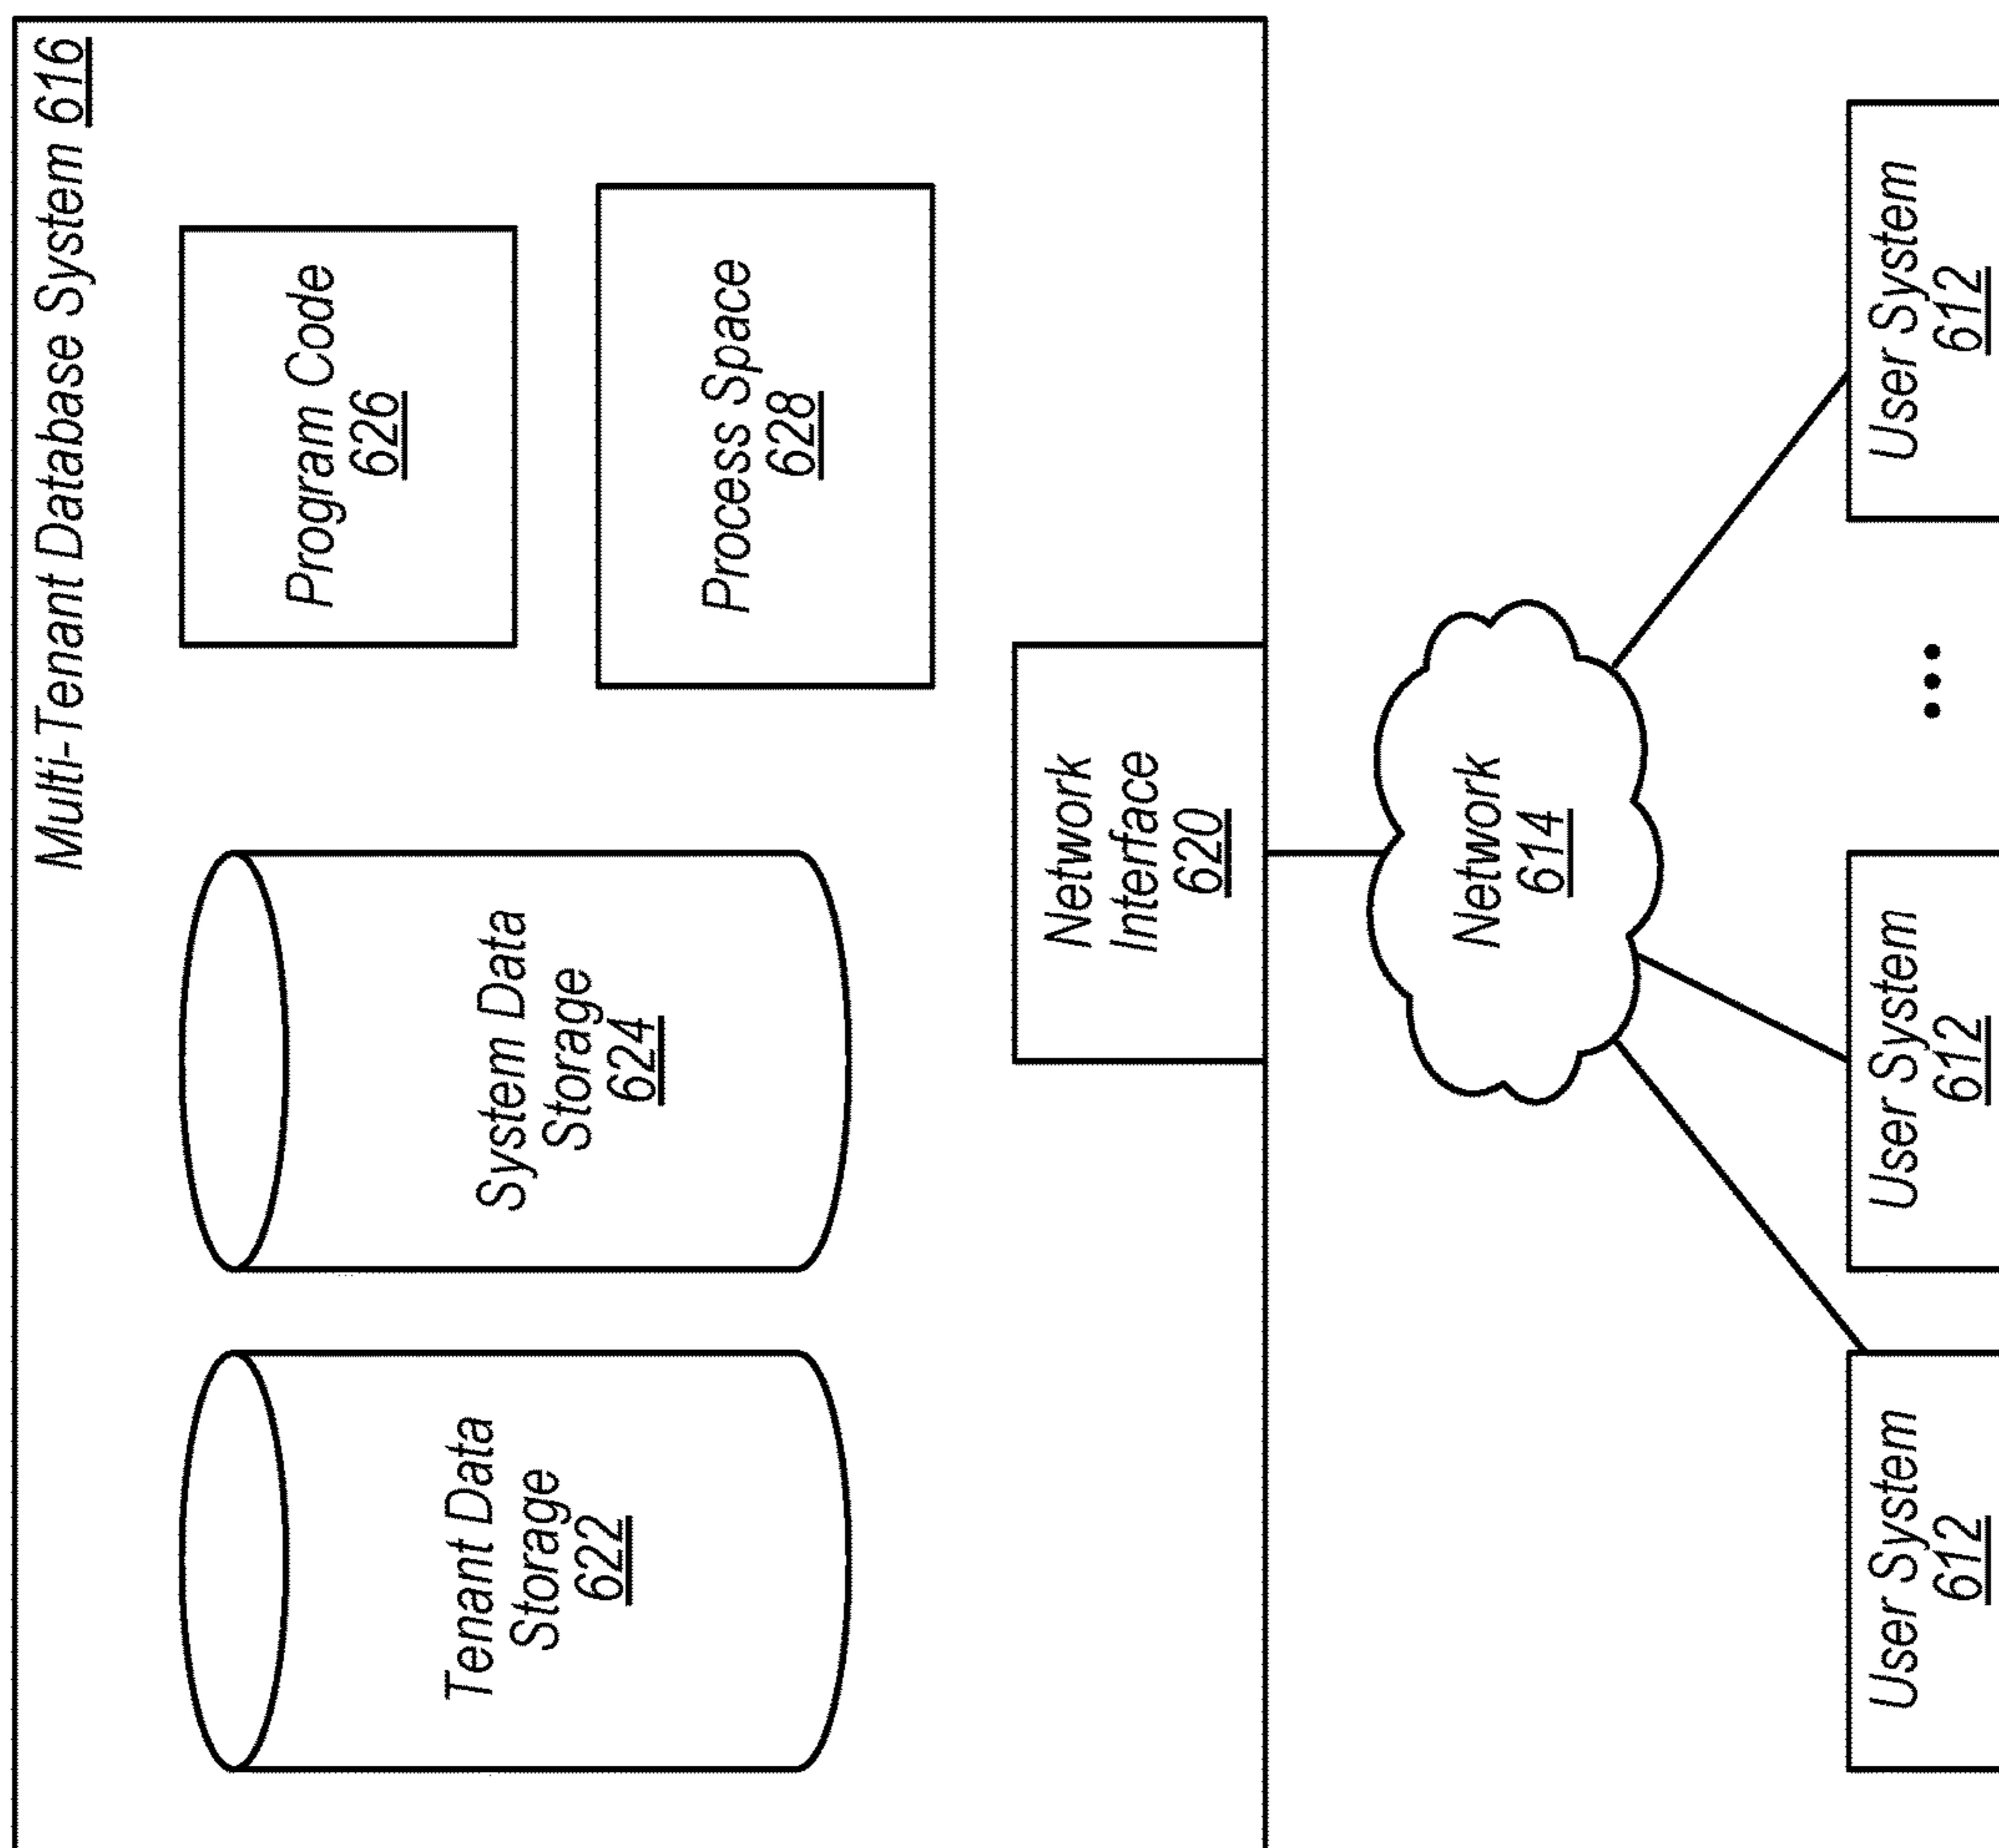 Multi-Tenant Database System 616
Tenant Data
Storage
622
System Data
Storage
624
Program Code
626
Process Space
628
Network
Interface
620
Network
614
User System
612
User System
612
...
User System
612